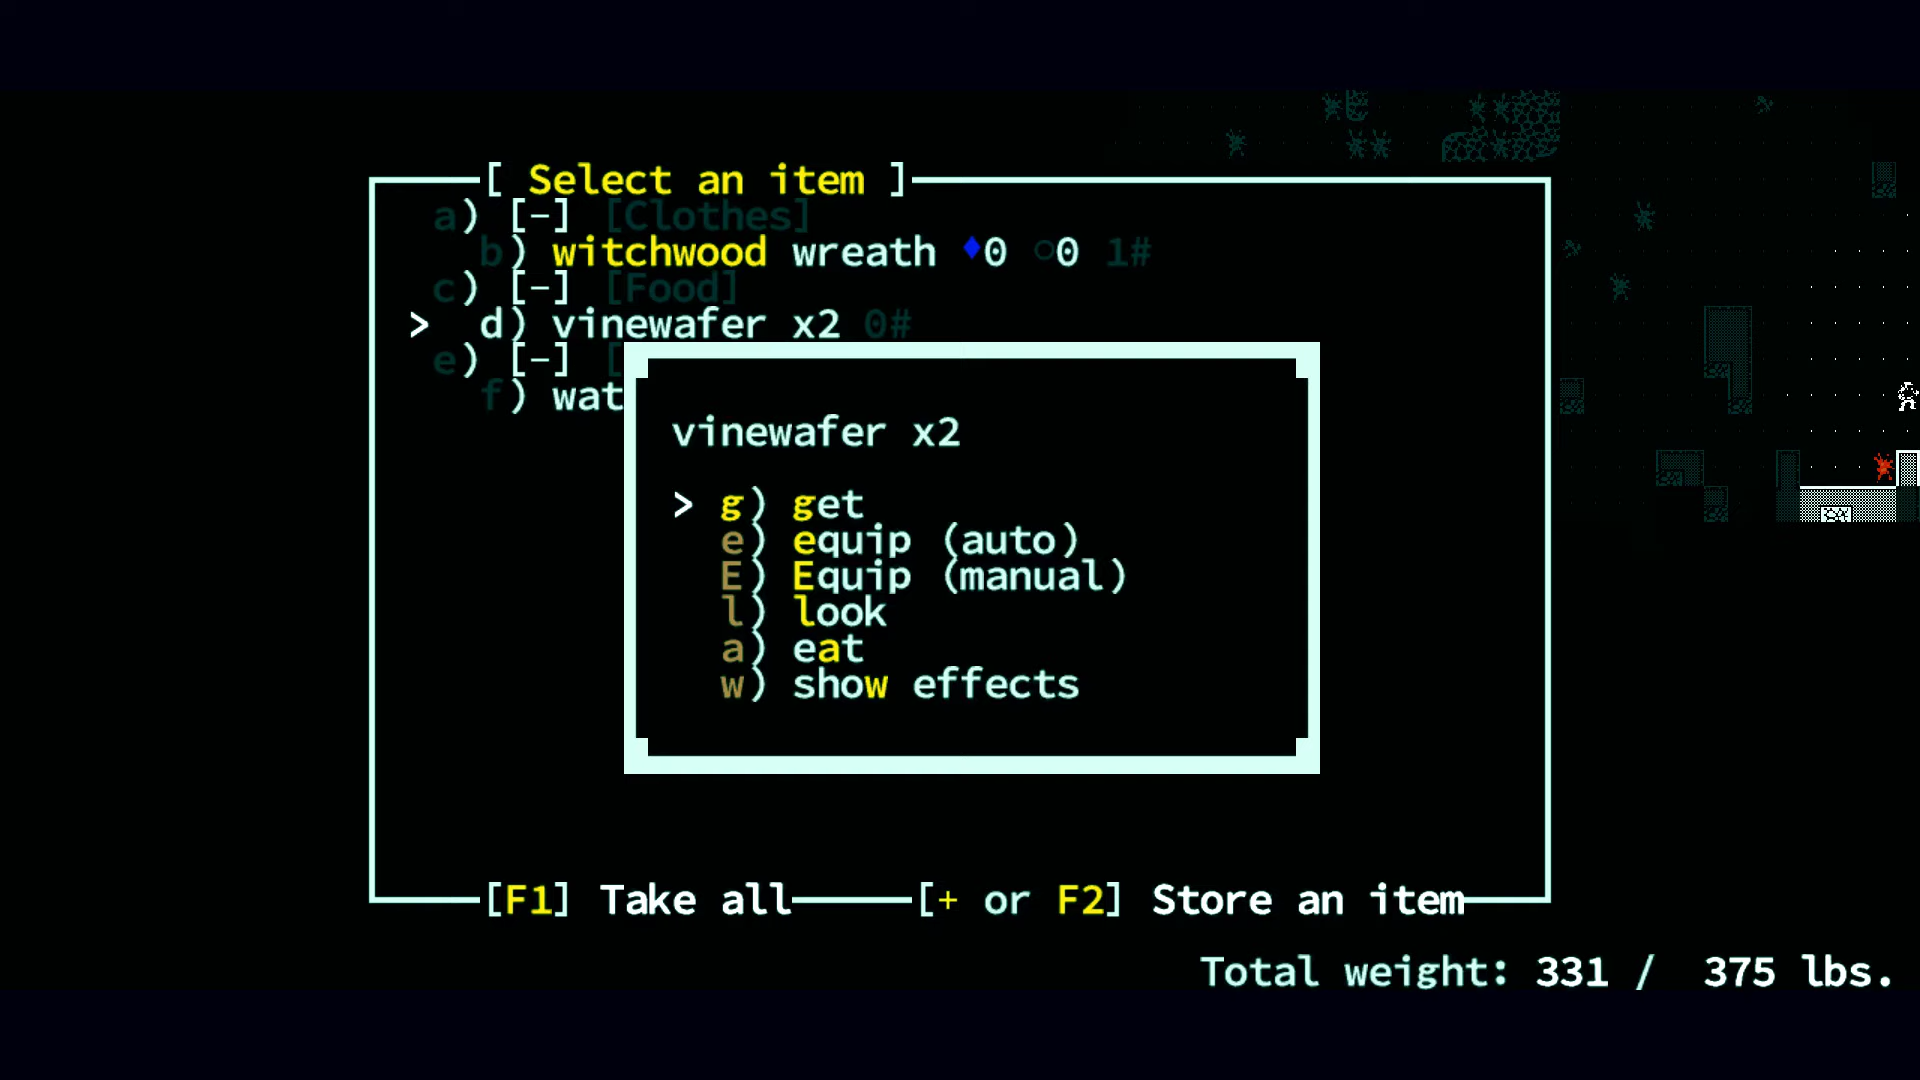 [ Select an item ]
a) [-] [Clothes]
b) witchwood wreath ♦0 ○0 1#
c) [-] [Food]
> d) vinewafer x2 0#
e) [-] [
f) wat
vinewafer x2
> g) get
e) equip (auto)
E) Equip (manual)
l) look
a) eat
w) show effects
[F1] Take all [+ or F2] Store an item
Total weight: 331 / 375 lbs.